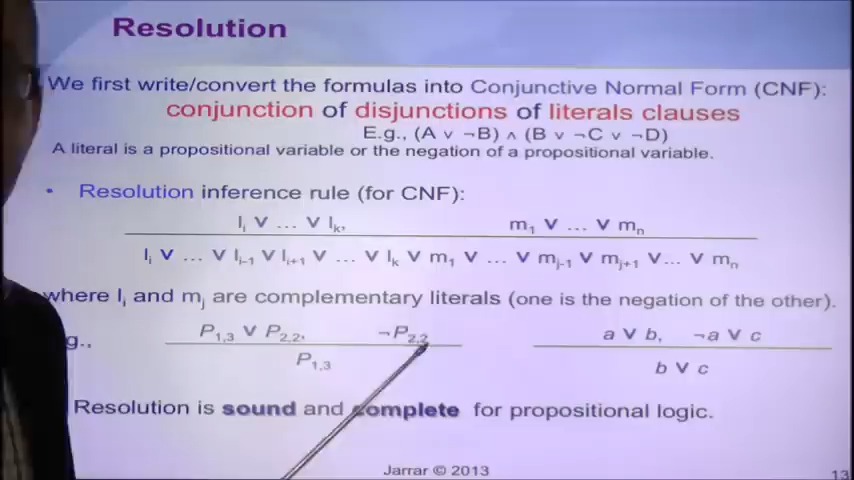 Resolution
We first write/convert the formulas into Conjunctive Normal Form (CNF):
conjunction of disjunctions of literals clauses
E.g., (A ∨ ¬B) ∧ (B ∨ ¬C ∨ ¬D)
A literal is a propositional variable or the negation of a propositional variable.
• Resolution inference rule (for CNF):
lᵢ ∨ … ∨ lₖ, m₁ ∨ … ∨ mₙ
lᵢ ∨ … ∨ lᵢ₋₁ ∨ lᵢ₊₁ ∨ … ∨ lₖ ∨ m₁ ∨ … ∨ mⱼ₋₁ ∨ mⱼ₊₁ ∨ … ∨ mₙ
where lᵢ and mⱼ are complementary literals (one is the negation of the other).
g., P₁,₃ ∨ P₂,₂, ¬P₂,₂ a ∨ b, ¬a ∨ c
P₁,₃ b ∨ c
Resolution is sound and complete for propositional logic.
Jarrar © 2013
13